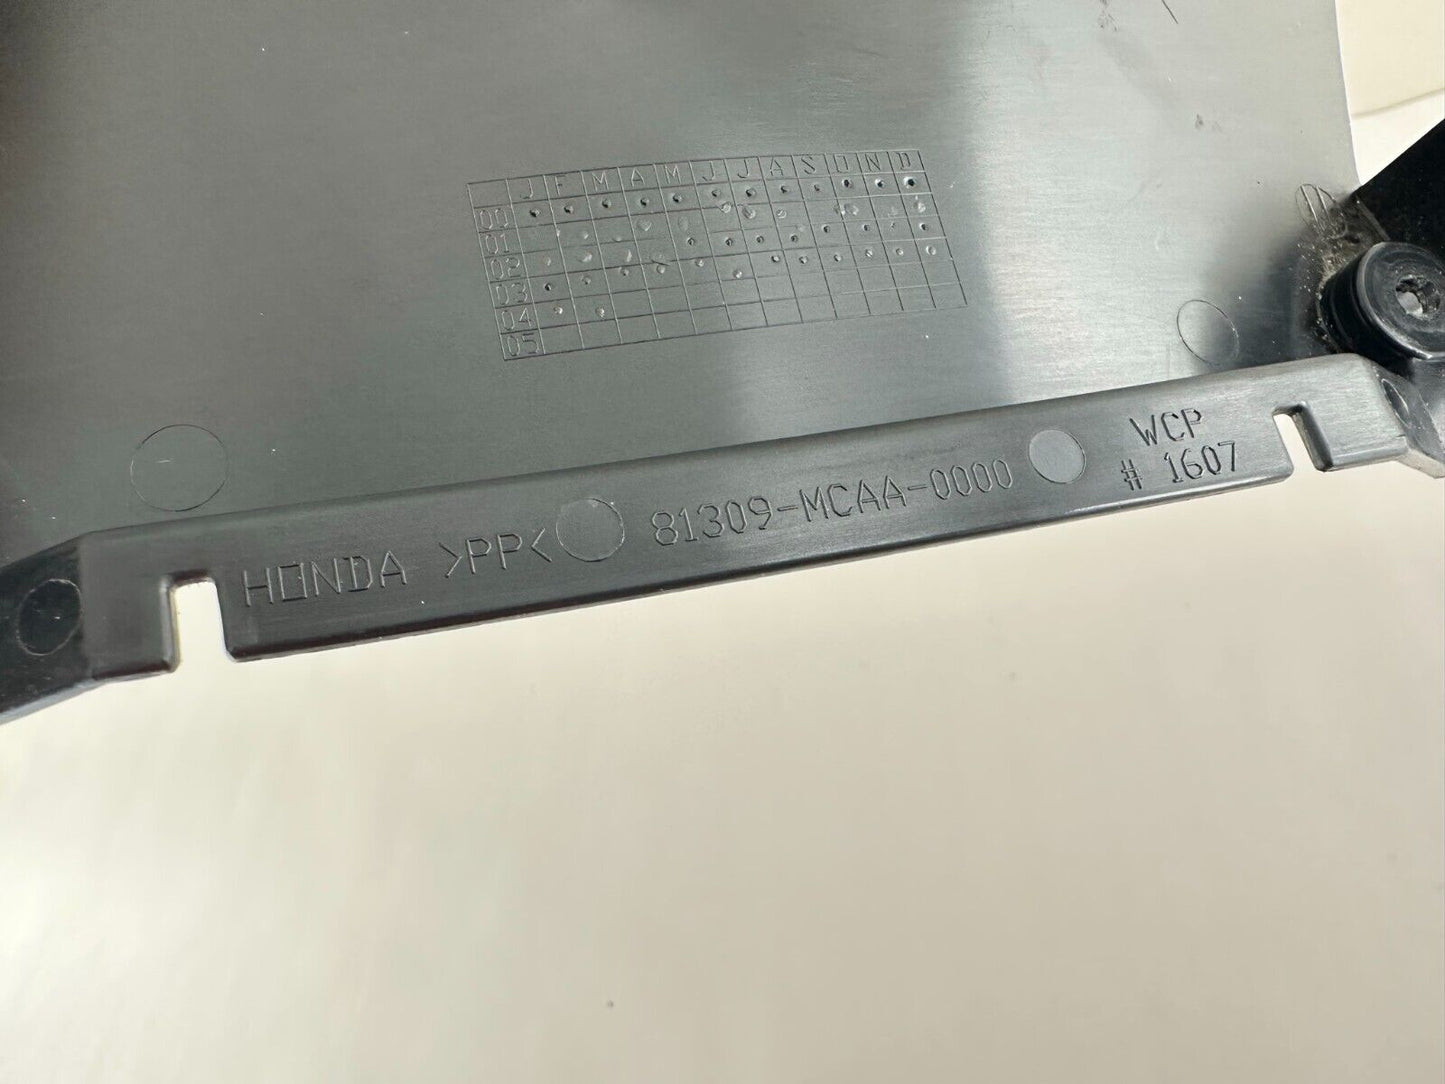 J F M A M J J A S O N D
00
01
02
03
04
05
HONDA >PP< 81309-MCAA-0000
WCP
# 1607